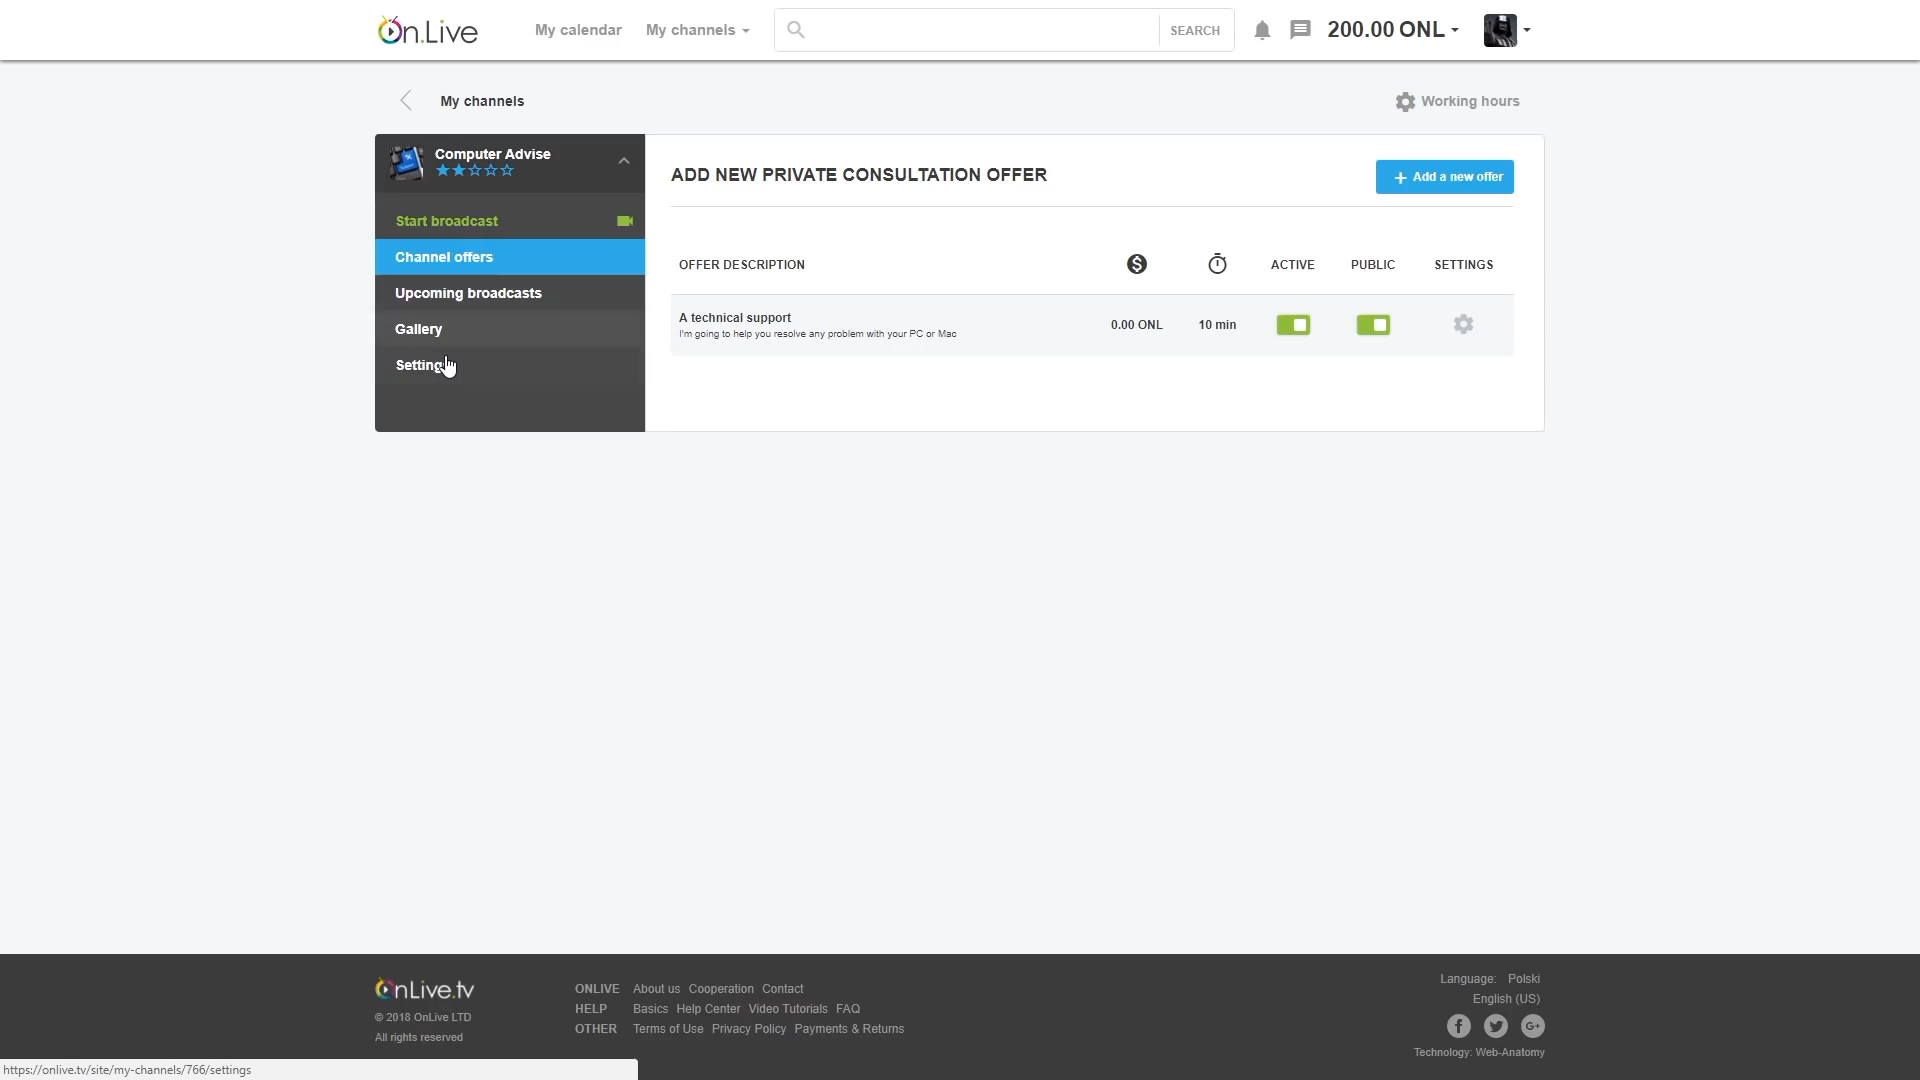 On.Live
My calendar
My channels
SEARCH
200.00 ONL
My channels
Working hours
Computer Advise
ADD NEW PRIVATE CONSULTATION OFFER
Add a new offer
Start broadcast
Channel offers
Upcoming broadcasts
Gallery
Setting
OFFER DESCRIPTION
ACTIVE
PUBLIC
SETTINGS
A technical support
I'm going to help you resolve any problem with your PC or Mac
0.00 ONL
10 min
OnLive.tv
© 2018 OnLive LTD
All rights reserved
ONLIVE About us Cooperation Contact
HELP Basics Help Center Video Tutorials FAQ
OTHER Terms of Use Privacy Policy Payments & Returns
Language: Polski
English (US)
Technology: Web-Anatomy
https://onlive.tv/site/my-channels/766/settings